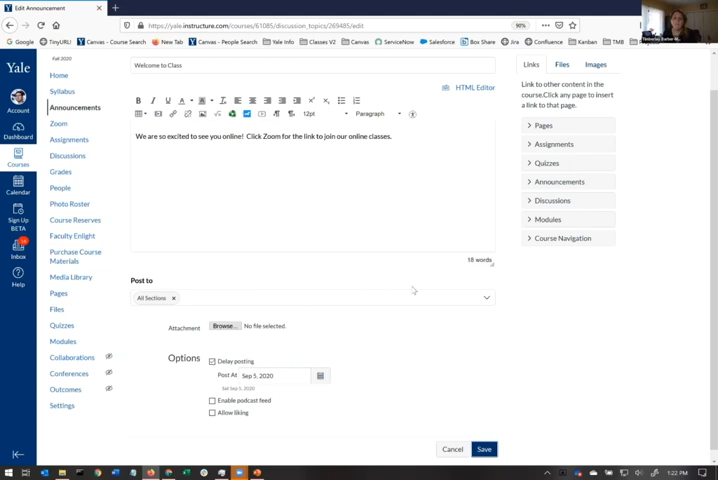 Edit Announcement
https://yale.instructure.com/courses/61085/discussion_topics/269485/edit
90%
Google TinyURL! Canvas - Course Search New Tab Canvas - People Search Yale Info Classes V2 Canvas ServiceNow Salesforce Box Share Jira Confluence Kanban TMB
Yale
Account
Dashboard
Courses
Calendar
Sign Up
BETA
Inbox
Help
Fall 2020
Home
Syllabus
Announcements
Zoom
Assignments
Discussions
Grades
People
Photo Roster
Course Reserves
Faculty Enlight
Purchase Course
Materials
Media Library
Pages
Files
Quizzes
Modules
Collaborations
Conferences
Outcomes
Settings
Welcome to Class
HTML Editor
12pt Paragraph
We are so excited to see you online! Click Zoom for the link to join our online classes.
18 words
Post to
All Sections
Attachment Browse... No file selected.
Options
Delay posting
Post At Sep 5, 2020
Sat Sep 5, 2020
Enable podcast feed
Allow liking
Cancel Save
Links Files Images
Link to other content in the
course.Click any page to insert
a link to that page.
Pages
Assignments
Quizzes
Announcements
Discussions
Modules
Course Navigation
1:22 PM